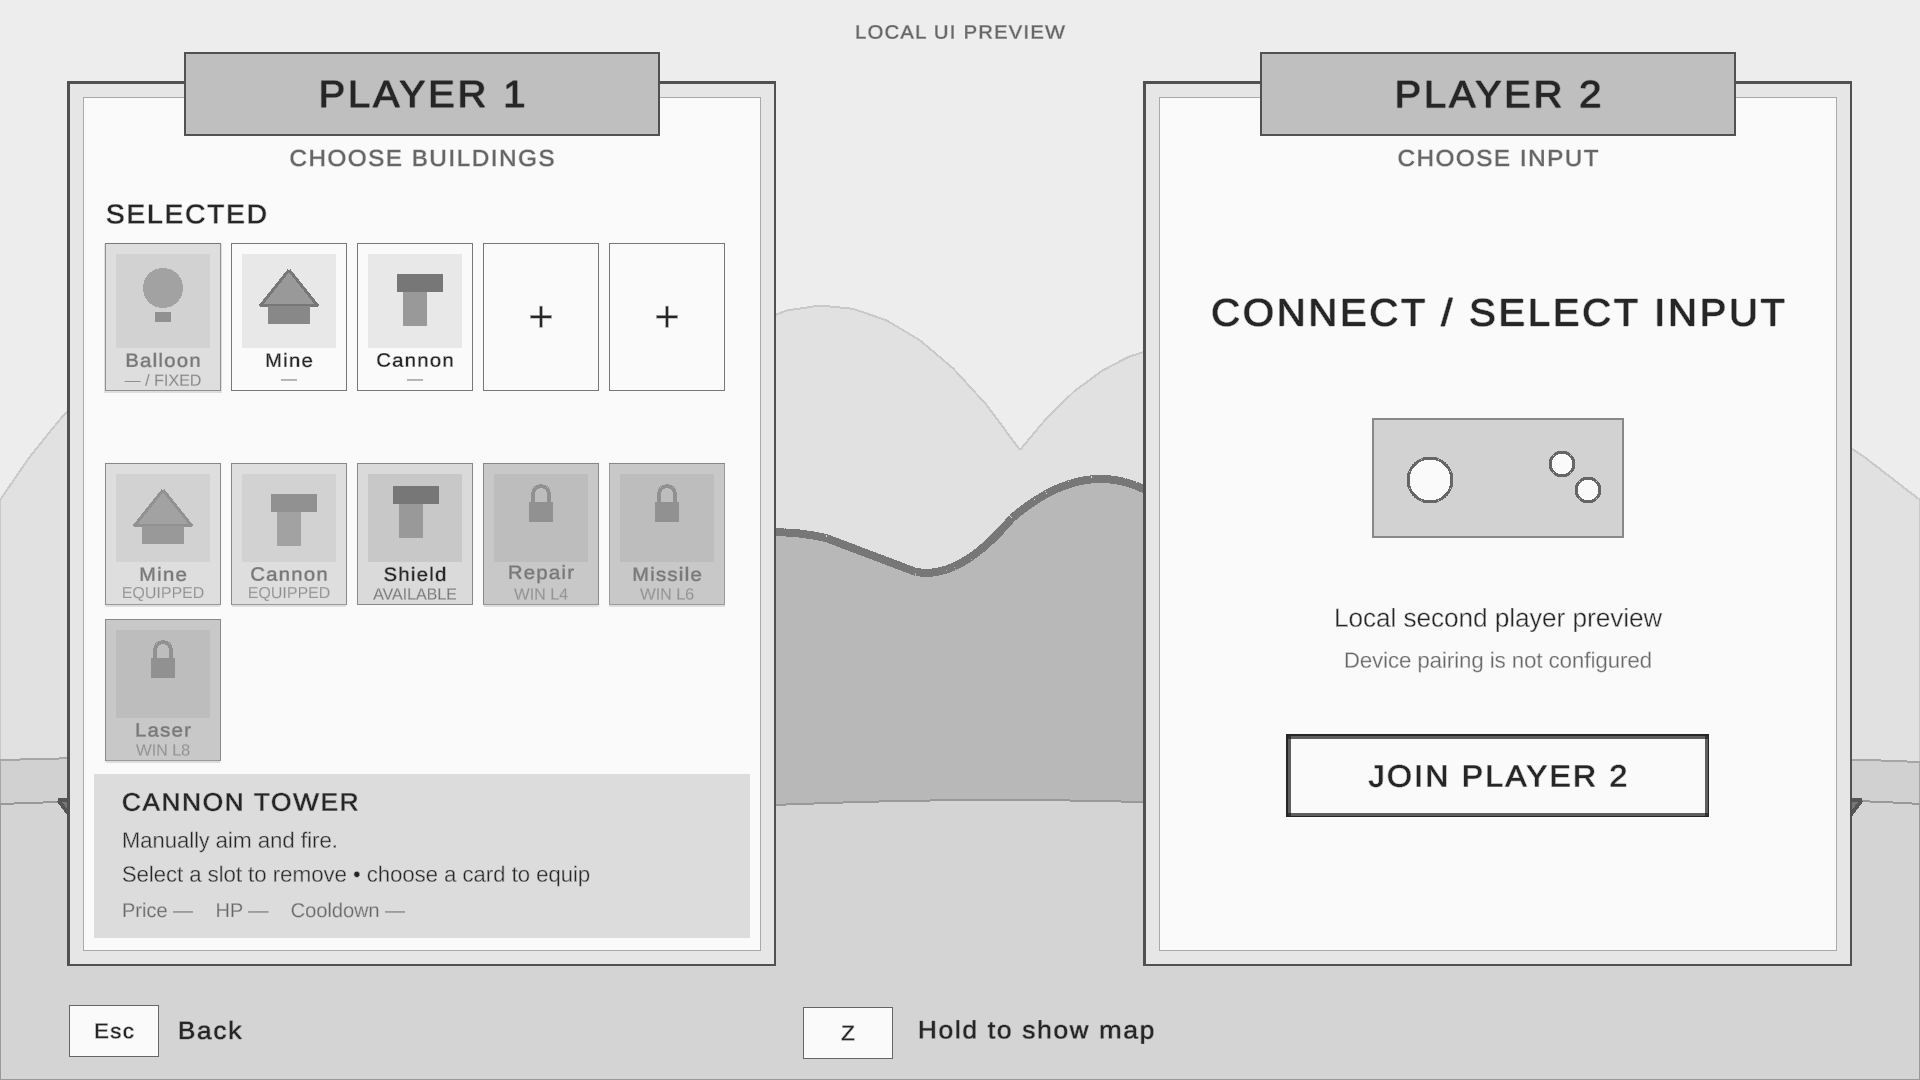 LOCAL UI PREVIEW
PLAYER 1
CHOOSE BUILDINGS
SELECTED
Balloon
— / FIXED
Mine
—
Cannon
—
+
+
Mine
EQUIPPED
Cannon
EQUIPPED
Shield
AVAILABLE
Repair
WIN L4
Missile
WIN L6
Laser
WIN L8
CANNON TOWER
Manually aim and fire.
Select a slot to remove • choose a card to equip
Price — HP — Cooldown —
PLAYER 2
CHOOSE INPUT
CONNECT / SELECT INPUT
Local second player preview
Device pairing is not configured
JOIN PLAYER 2
Esc Back
Z Hold to show map